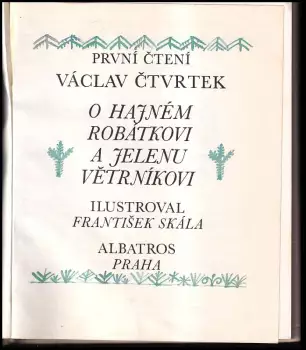 PRVNÍ ČTENÍ
VÁCLAV ČTVRTEK
O HAJNÉM
ROBÁTKOVI
A JELENU
VĚTRNÍKOVI
ILUSTROVAL
FRANTIŠEK SKÁLA
ALBATROS
PRAHA